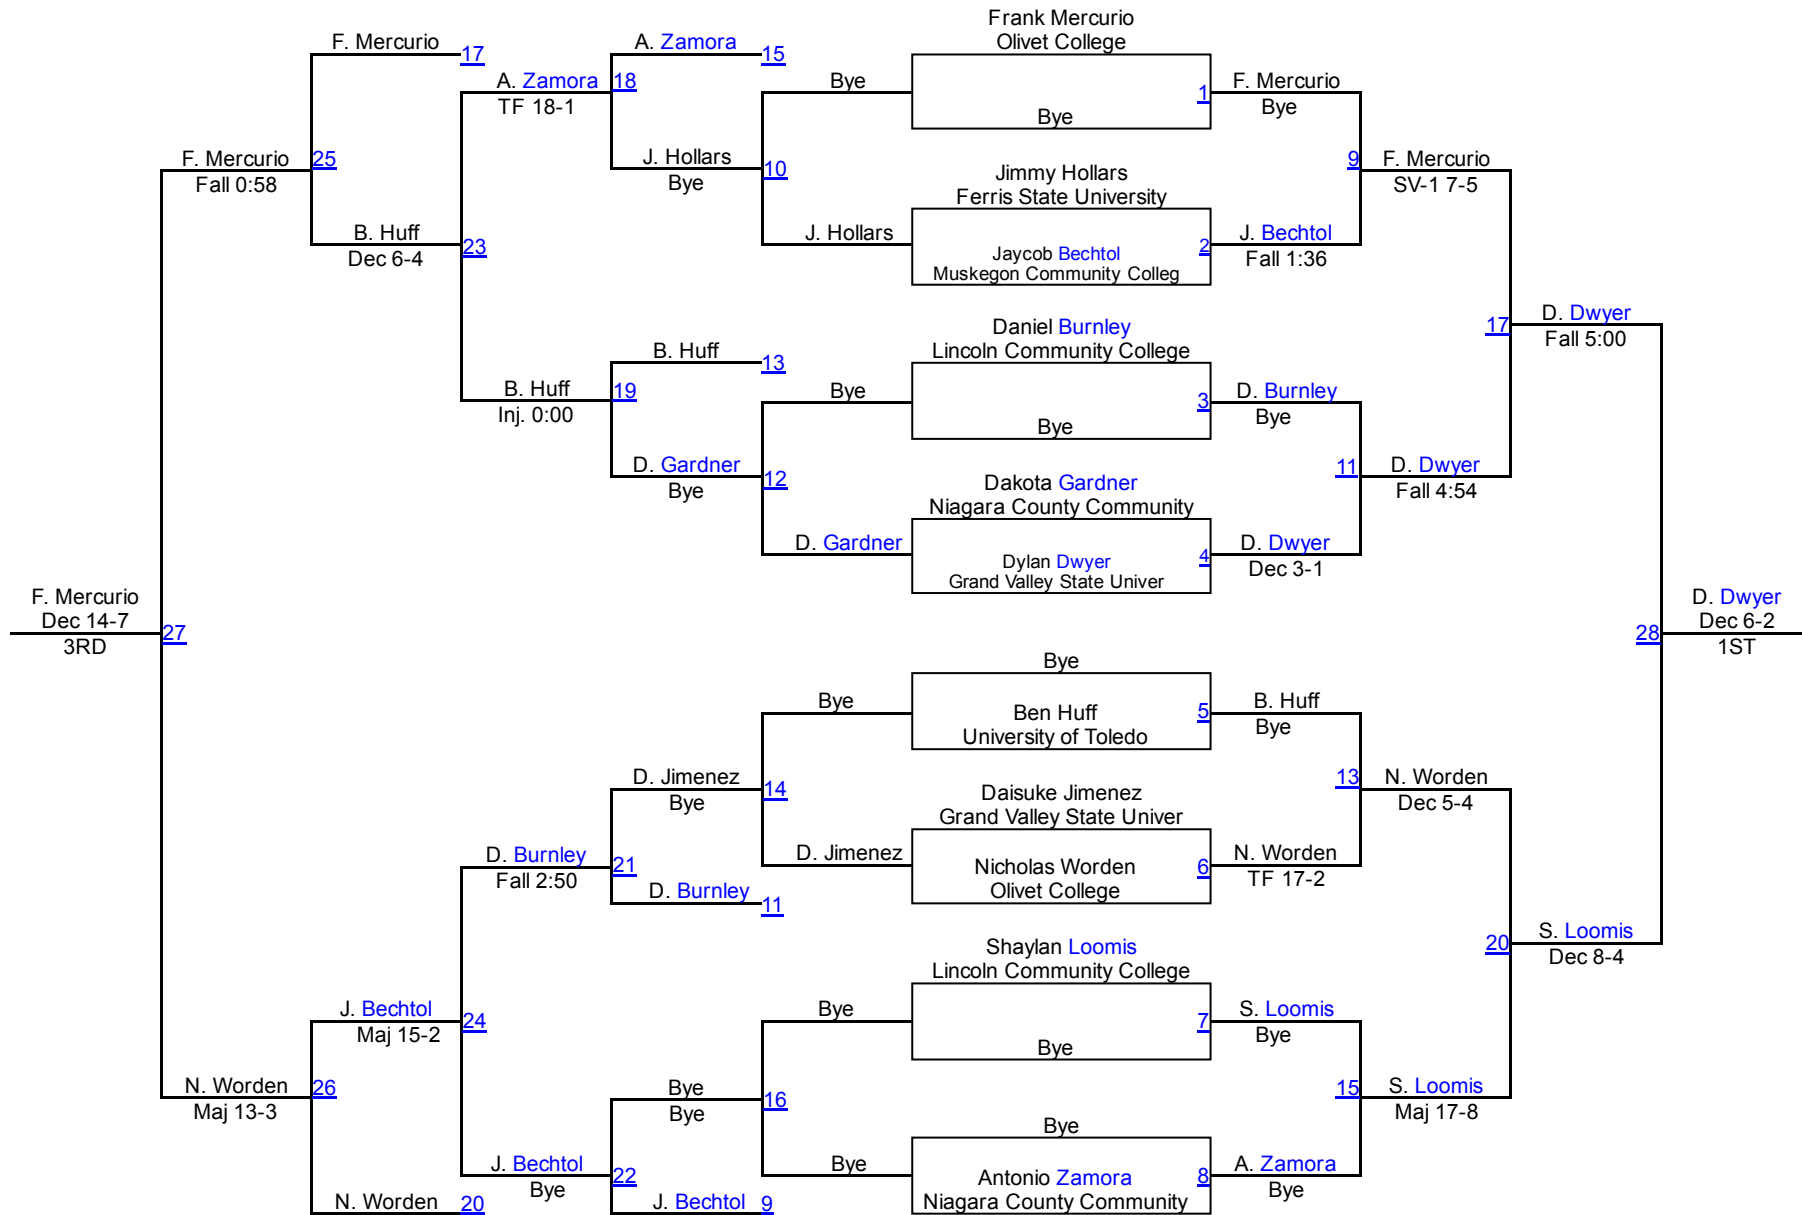 Frank Mercurio
Olivet College
F. Mercurio
17
A. Zamora
15
A. Zamora
18
TF 18-1
Bye
Bye
1
F. Mercurio
Bye
F. Mercurio
25
Fall 0:58
J. Hollars
10
Bye
9
F. Mercurio
SV-1 7-5
Jimmy Hollars
Ferris State University
B. Huff
23
Dec 6-4
J. Hollars
Jaycob Bechtol
Muskegon Community Colleg
2
J. Bechtol
Fall 1:36
Daniel Burnley
Lincoln Community College
17
D. Dwyer
Fall 5:00
B. Huff
13
B. Huff
19
Inj. 0:00
Bye
Bye
3
D. Burnley
Bye
D. Gardner
12
Bye
11
D. Dwyer
Fall 4:54
Dakota Gardner
Niagara County Community
D. Gardner
Dylan Dwyer
Grand Valley State Univer
4
D. Dwyer
Dec 3-1
F. Mercurio
Dec 14-7
27
3RD
D. Dwyer
Dec 6-2
28
1ST
Bye
Bye
Ben Huff
University of Toledo
5
B. Huff
Bye
D. Jimenez
14
Bye
13
N. Worden
Dec 5-4
Daisuke Jimenez
Grand Valley State Univer
D. Burnley
21
Fall 2:50
D. Jimenez
Nicholas Worden
Olivet College
6
N. Worden
TF 17-2
D. Burnley
11
Shaylan Loomis
Lincoln Community College
20
S. Loomis
Dec 8-4
J. Bechtol
24
Maj 15-2
Bye
Bye
7
S. Loomis
Bye
N. Worden
26
Maj 13-3
Bye
16
Bye
15
S. Loomis
Maj 17-8
Bye
J. Bechtol
22
Bye
Bye
Antonio Zamora
Niagara County Community
8
A. Zamora
Bye
N. Worden
20
J. Bechtol
9